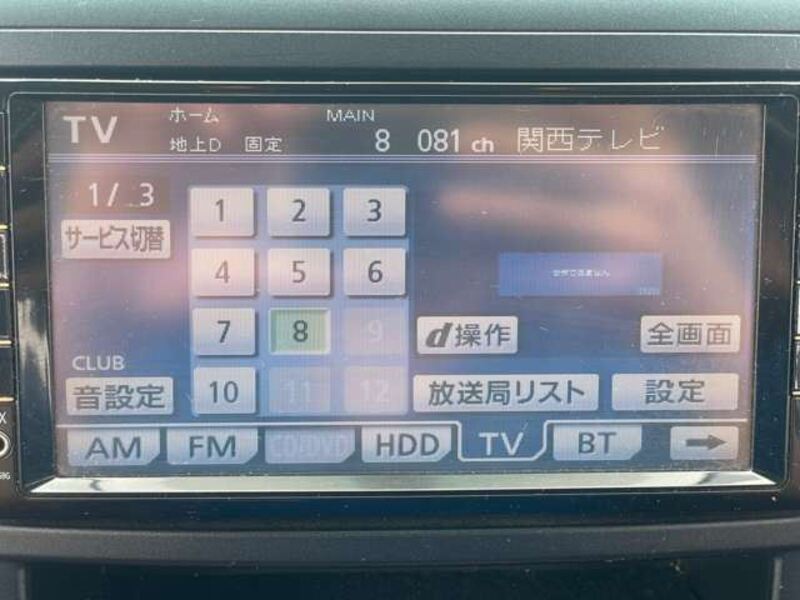 TV ホーム MAIN
地上D 固定 8 081 ch 関西テレビ
1/ 3
サービス切替
1 2 3
4 5 6
7 8 9
10 11 12
d操作 全画面
CLUB
音設定 放送局リスト 設定
AM FM CD&DVD HDD TV BT